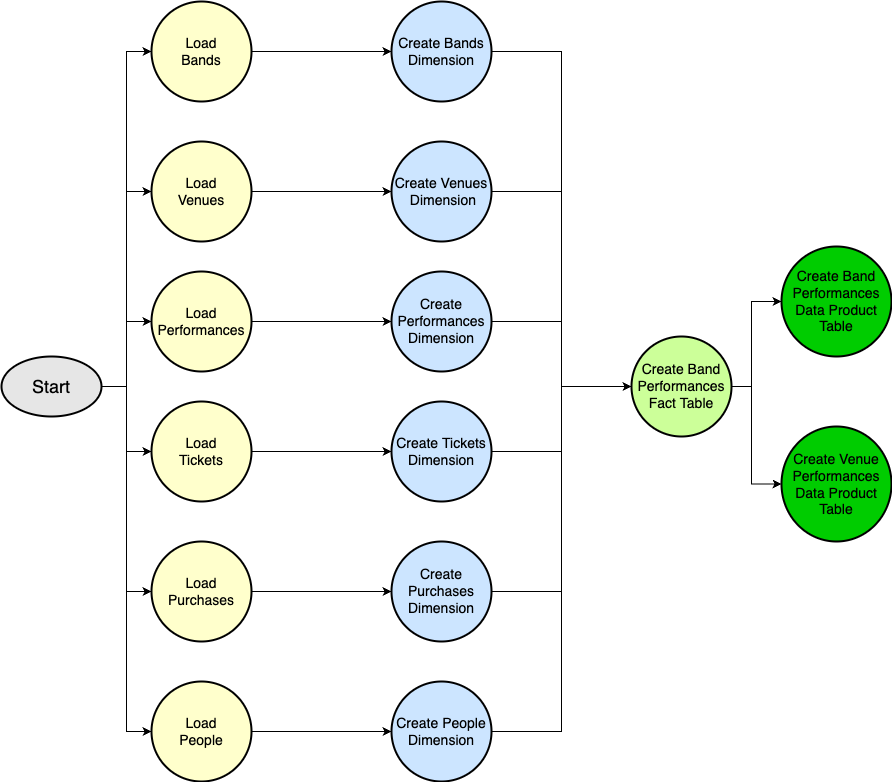 Load
Bands
Create Bands
Dimension
Load
Venues
Create Venues
Dimension
Load
Performances
Create
Performances
Dimension
Create Band
Performances
Data Product
Table
Start
Create Band
Performances
Fact Table
Load
Tickets
Create Tickets
Dimension
Create Venue
Performances
Data Product
Table
Load
Purchases
Create
Purchases
Dimension
Load
People
Create People
Dimension